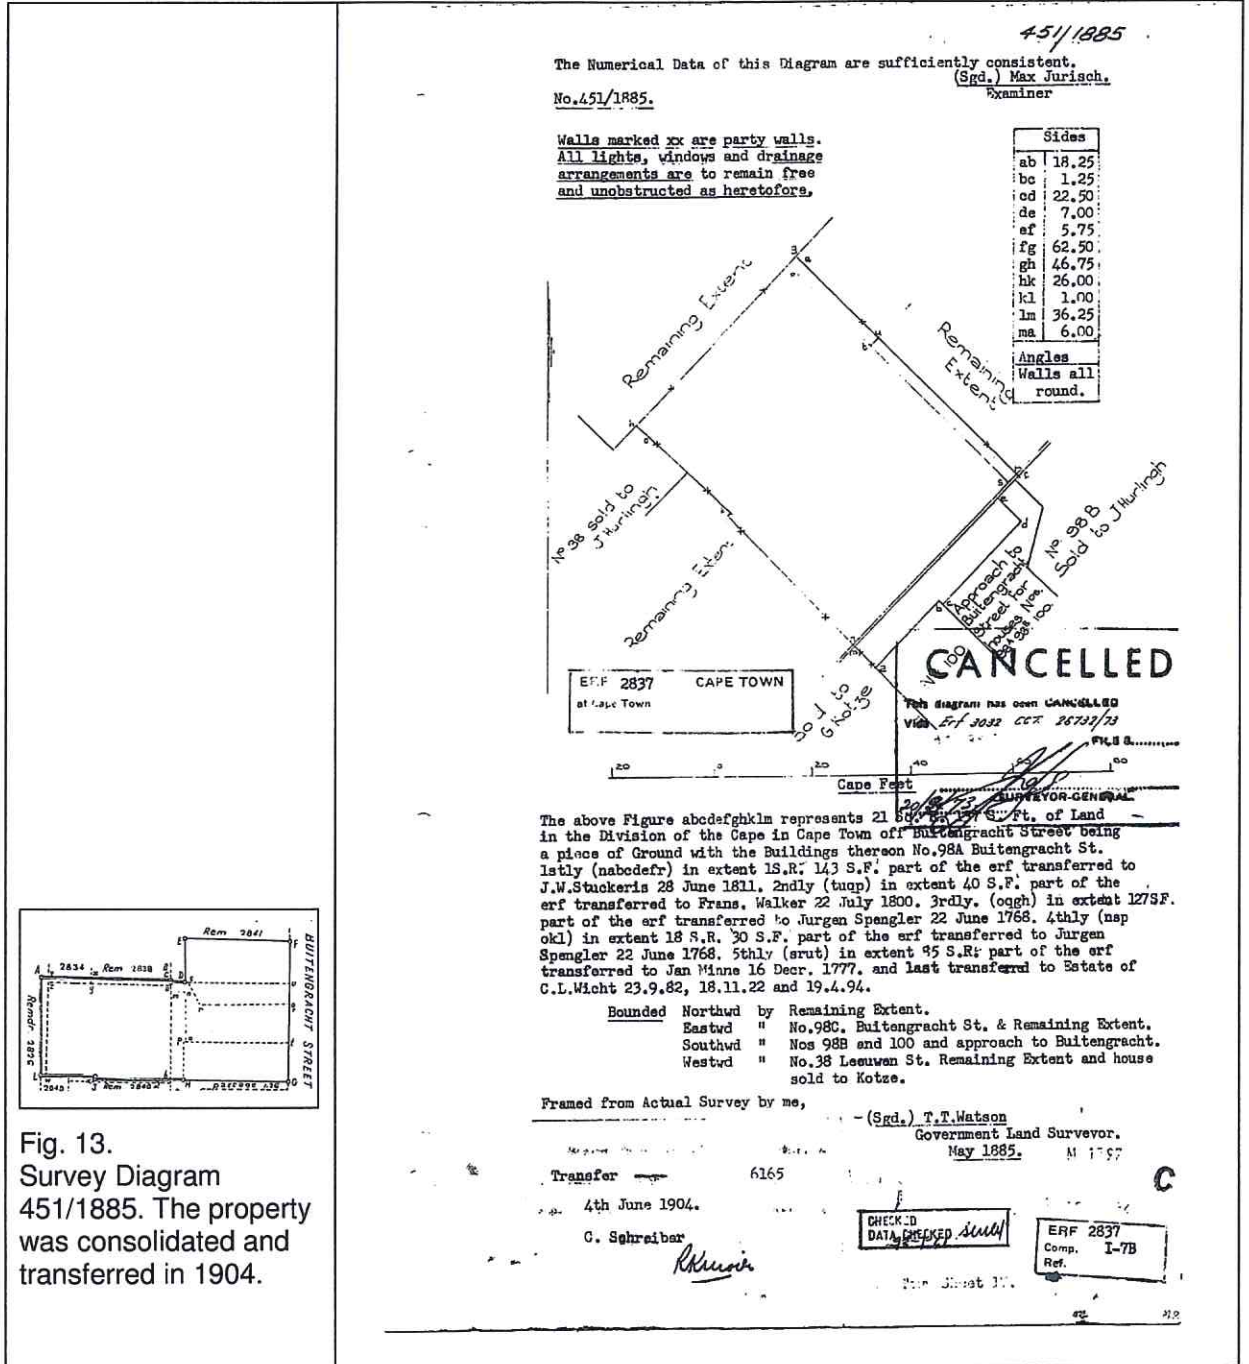 451/1885
The Numerical Data of this Diagram are sufficiently consistent.
(Sgd.) Max Jurisch.
Examiner
No.451/1885.
Walls marked xx are party walls.
All lights, windows and drainage
arrangements are to remain free
and unobstructed as heretofore,
Sides
ab 18.25
bc 1.25
cd 22.50
de 7.00
ef 5.75
fg 62.50
gh 46.75
hk 26.00
kl 1.00
lm 36.25
ma 6.00
Angles
Walls all
round.
Remaining Extent
Remaining
Extent
No 38 sold to
J Hurlingh
Remaining Exten
No. 98B
Sold to J Hurlingh
Approach to
Buitengracht
Street for
houses Nos.
98A 98B 100.
No 100
Sold to
G Kotze
ERF 2837 CAPE TOWN
at Cape Town
CANCELLED
This diagram has been CANCELLED
Vide Erf 3032 CCT 26732/73
SURVEYOR-GENERAL
20 0 20 40 60
Cape Feet
The above Figure abcdefghklm represents 21 S. Ft. of Land
in the Division of the Cape in Cape Town off Buitengracht Street being
a piece of Ground with the Buildings thereon No.98A Buitengracht St.
1stly (nabcdefr) in extent 1S.R. 143 S.F. part of the erf transferred to
J.W.Stuckeris 28 June 1811. 2ndly (tuqp) in extent 40 S.F. part of the
erf transferred to Frans. Walker 22 July 1800. 3rdly. (oqgh) in extent 127SF.
part of the erf transferred to Jurgen Spengler 22 June 1768. 4thly (nsp
okl) in extent 18 S.R. 30 S.F. part of the erf transferred to Jurgen
Spengler 22 June 1768. 5thly (srut) in extent 95 S.R. part of the erf
transferred to Jan Minne 16 Decr. 1777. and last transferred to Estate of
C.L.Wicht 23.9.82, 18.11.22 and 19.4.94.
Bounded Northwd by Remaining Extent.
Eastwd " No.98C. Buitengracht St. & Remaining Extent.
Southwd " Nos 98B and 100 and approach to Buitengracht.
Westwd " No.38 Leeuwen St. Remaining Extent and house
sold to Kotze.
Framed from Actual Survey by me,
(Sgd.) T.T.Watson
Government Land Surveyor.
May 1885.
Transfer 6165
4th June 1904.
C. Schreiber
C
CHECKED
DATA CHECKED
ERF 2837
Comp. I-7B
Ref.
Rem 2841
2834 Rem 2838
Remdr 2836
2845 Rem 2840
BUITENGRACHT STREET
Fig. 13.
Survey Diagram
451/1885. The property
was consolidated and
transferred in 1904.